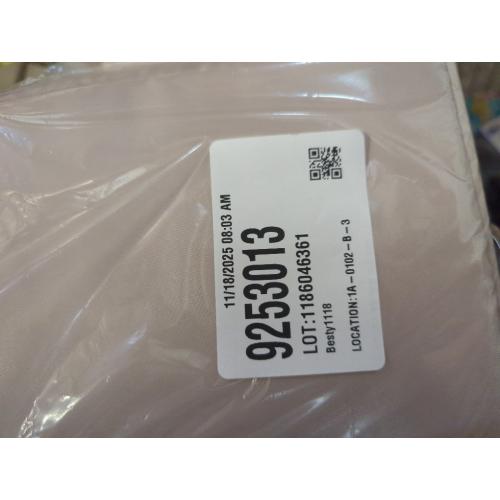 11/18/2025 08:03 AM
9253013
LOT:1186046361
Besty1118
LOCATION:1A-0102-B-3